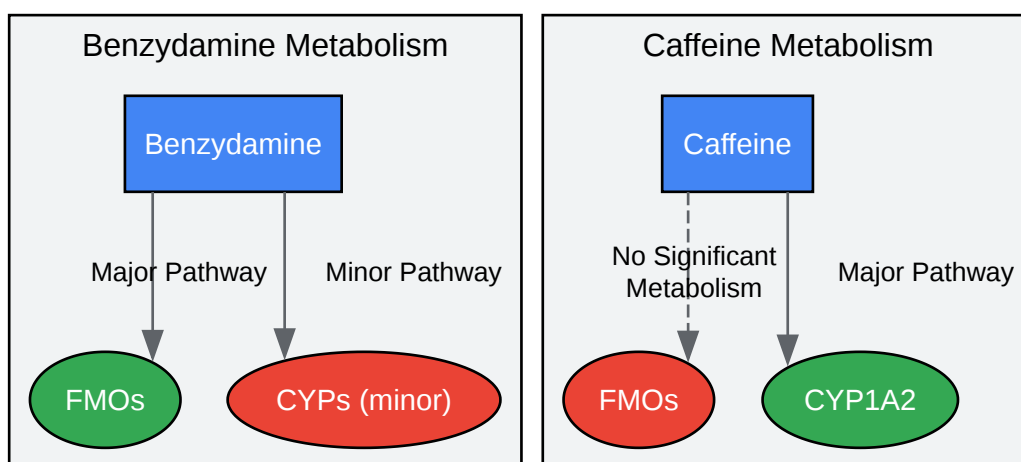 Benzydamine Metabolism
Benzydamine
Major Pathway
Minor Pathway
FMOs
CYPs (minor)
Caffeine Metabolism
Caffeine
No Significant
Metabolism
Major Pathway
FMOs
CYP1A2